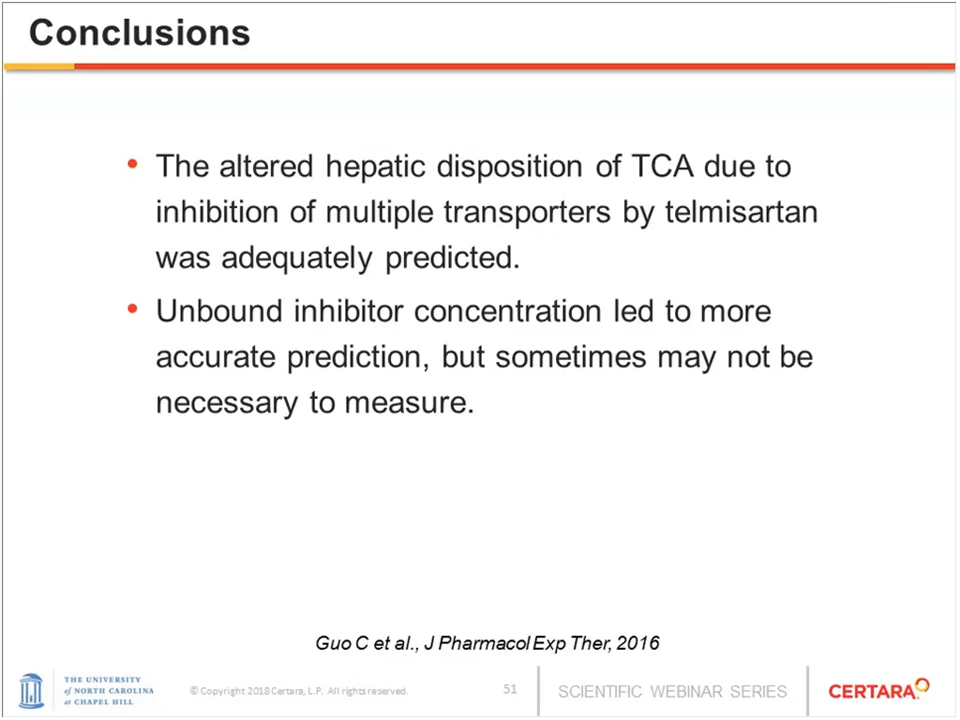 Conclusions
• The altered hepatic disposition of TCA due to
inhibition of multiple transporters by telmisartan
was adequately predicted.
• Unbound inhibitor concentration led to more
accurate prediction, but sometimes may not be
necessary to measure.
Guo C et al., J Pharmacol Exp Ther, 2016
THE UNIVERSITY
of NORTH CAROLINA
at CHAPEL HILL
© Copyright 2018 Certara, L.P. All rights reserved.
51
SCIENTIFIC WEBINAR SERIES
CERTARA